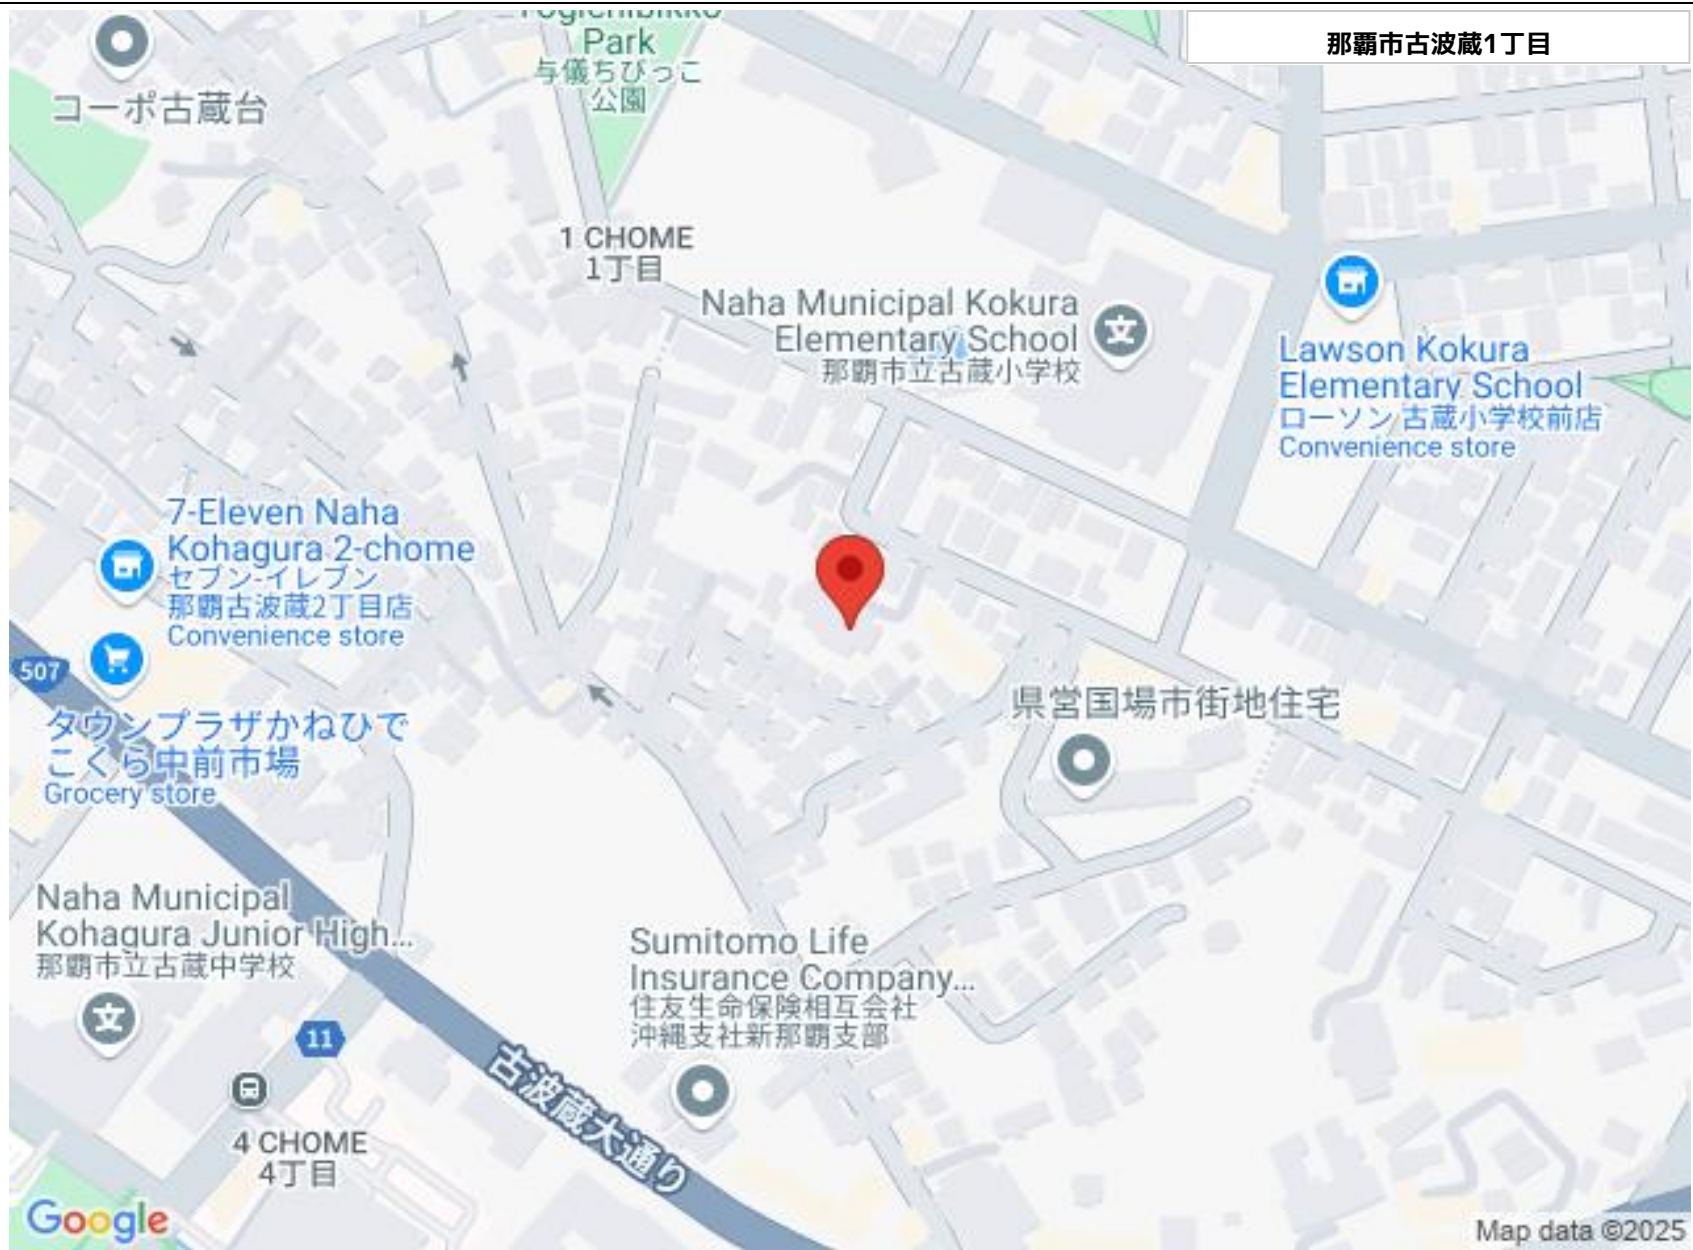 那覇市古波蔵1丁目
Park
与儀ちびっこ
公園
コーポ古蔵台
1 CHOME
1丁目
Naha Municipal Kokura
Elementary School
那覇市立古蔵小学校
Lawson Kokura
Elementary School
ローソン 古蔵小学校前店
Convenience store
7-Eleven Naha
Kohagura 2-chome
セブン-イレブン
那覇古波蔵2丁目店
Convenience store
507
タウンプラザかねひで
こくら中前市場
Grocery store
県営国場市街地住宅
Naha Municipal
Kohagura Junior High...
那覇市立古蔵中学校
Sumitomo Life
Insurance Company...
住友生命保険相互会社
沖縄支社新那覇支部
11
古波蔵大通り
4 CHOME
4丁目
Google
Map data ©2025